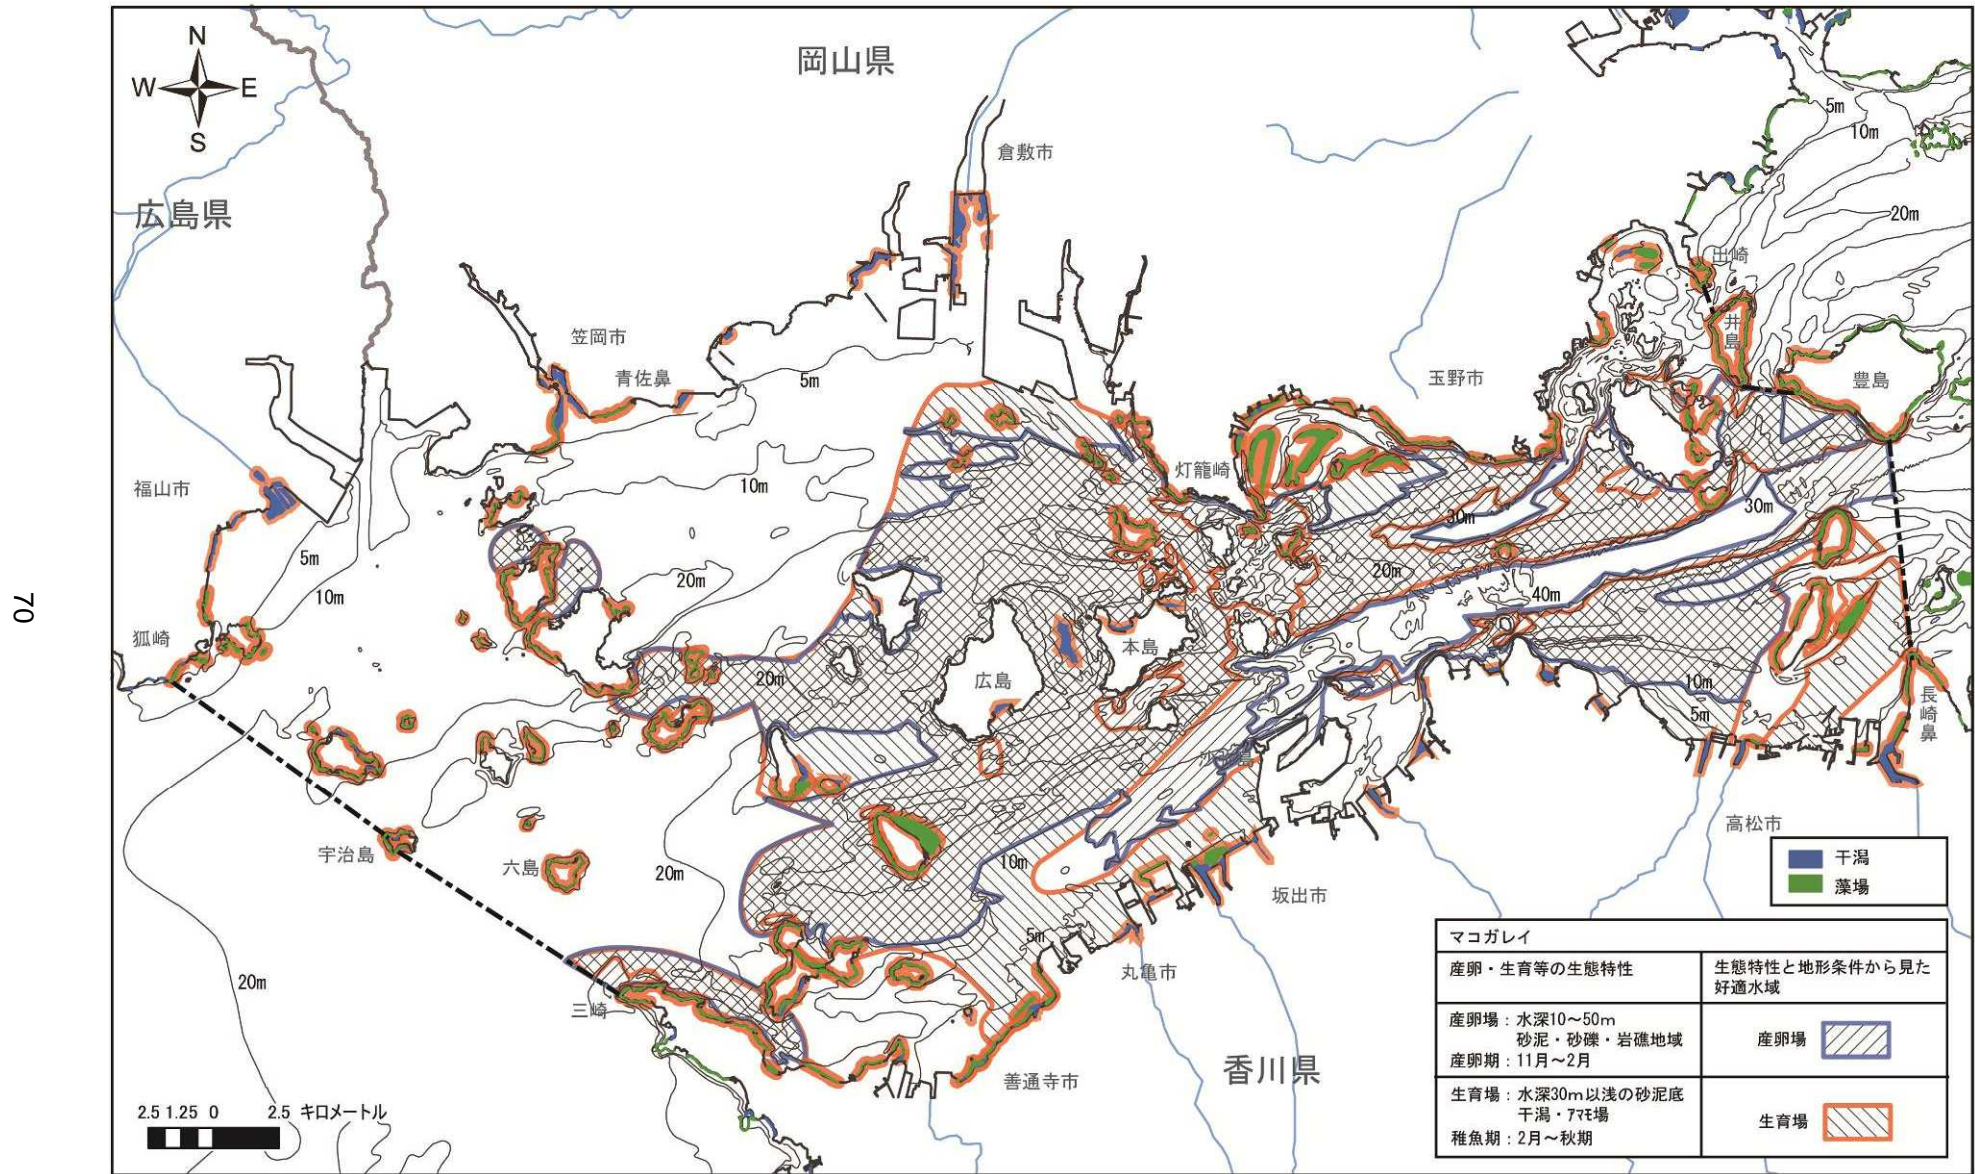 N
W E
S
岡山県
広島県
香川県
倉敷市
笠岡市
青佐鼻
福山市
狐崎
宇治島
六島
三崎
玉野市
出崎
井島
豊島
灯籠崎
本島
広島
長崎鼻
高松市
坂出市
丸亀市
善通寺市
5m
10m
20m
5m
10m
20m
5m
10m
20m
20m
20m
20m
30m
30m
20m
40m
10m
5m
10m
5m
2.5 1.25 0 2.5 キロメートル
干潟
藻場
マコガレイ
産卵・生育等の生態特性
生態特性と地形条件から見た
好適水域
産卵場：水深10～50m
砂泥・砂礫・岩礁地域
産卵期：11月～2月
産卵場
生育場：水深30m以浅の砂泥底
干潟・アマモ場
稚魚期：2月～秋期
生育場
70